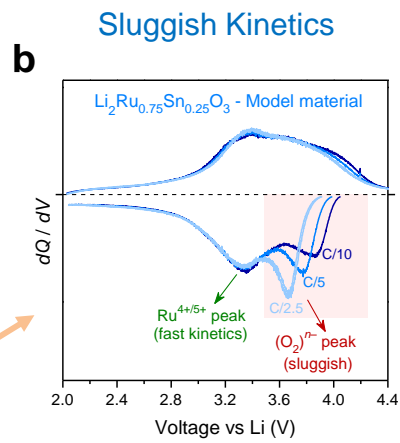 Sluggish Kinetics
b
Li₂Ru₀.₇₅Sn₀.₂₅O₃ - Model material
dQ / dV
C/10
C/5
C/2.5
Ru⁴⁺/⁵⁺ peak
(fast kinetics)
(O₂)ⁿ⁻ peak
(sluggish)
2.0 2.4 2.8 3.2 3.6 4.0 4.4
Voltage vs Li (V)